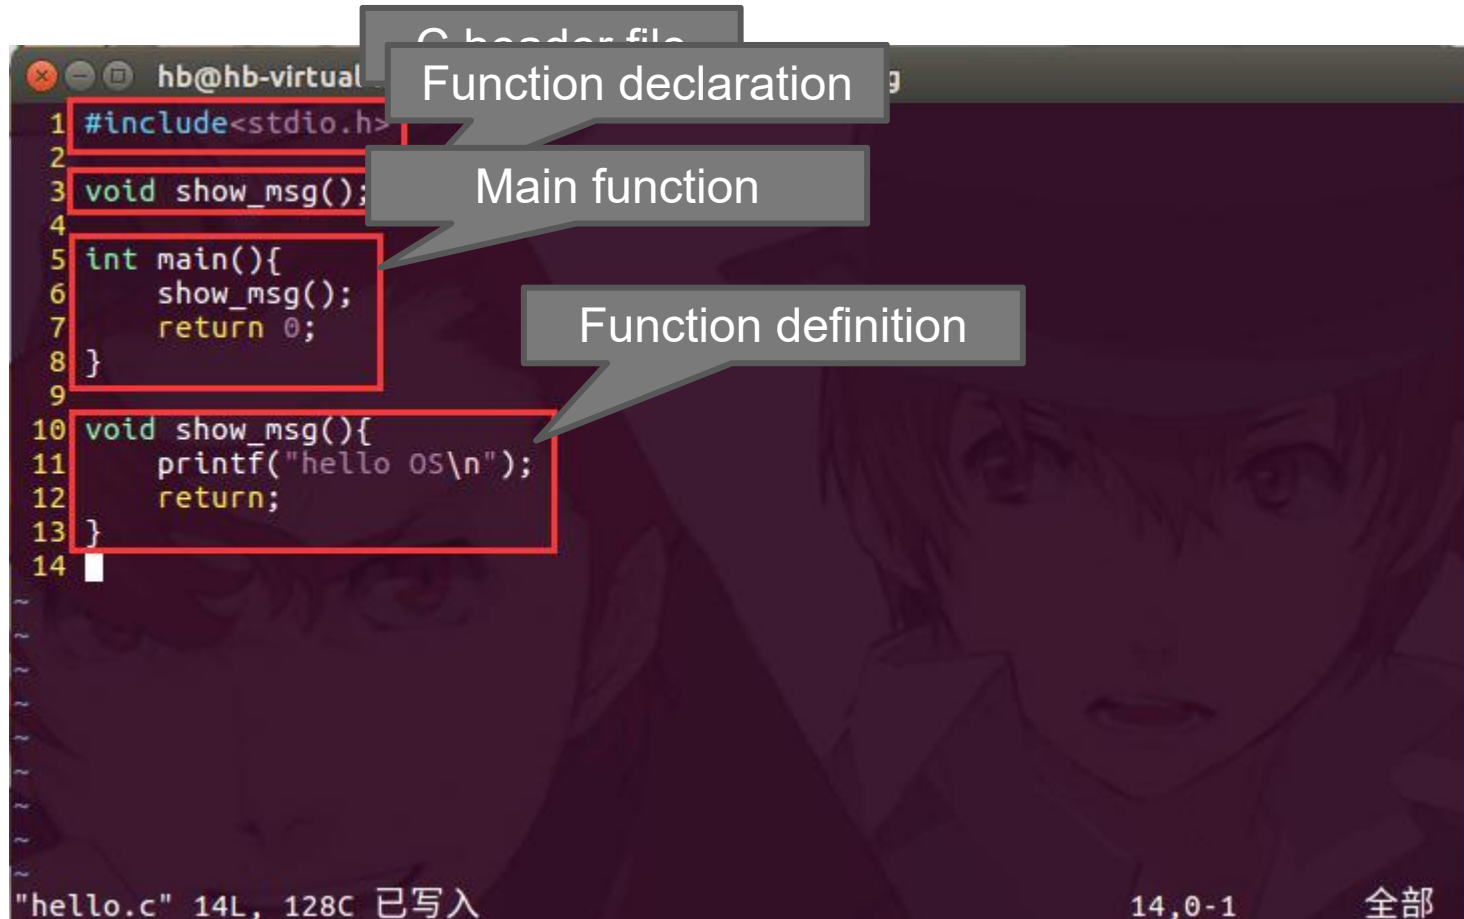 C header file
Function declaration
hb@hb-virtual
Main function
Function definition
1 #include<stdio.h>
2
3 void show_msg();
4
5 int main(){
6     show_msg();
7     return 0;
8 }
9
10 void show_msg(){
11     printf("hello OS\n");
12     return;
13 }
14
~
~
~
~
~
~
~
~
~
"hello.c" 14L, 128C 已写入 14,0-1 全部